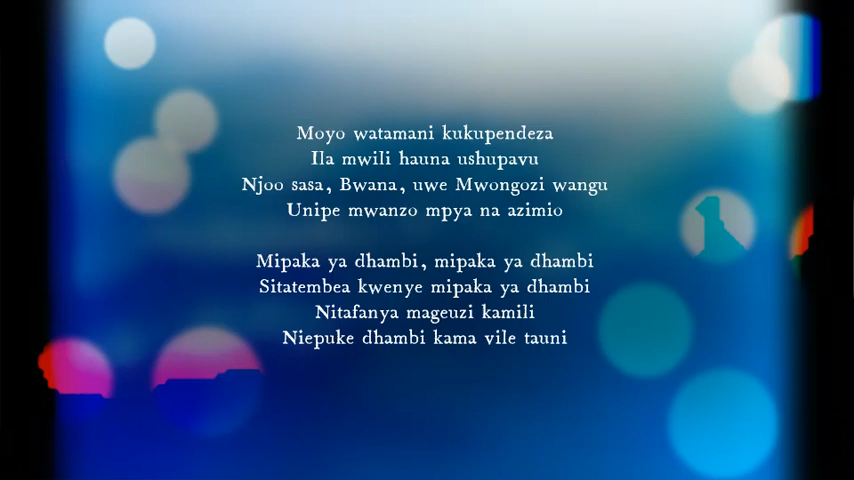 Moyo watamani kukupendeza
Ila mwili hauna ushupavu
Njoo sasa, Bwana, uwe Mwongozi wangu
Unipe mwanzo mpya na azimio
Mipaka ya dhambi, mipaka ya dhambi
Sitatembea kwenye mipaka ya dhambi
Nitafanya mageuzi kamili
Niepuke dhambi kama vile tauni